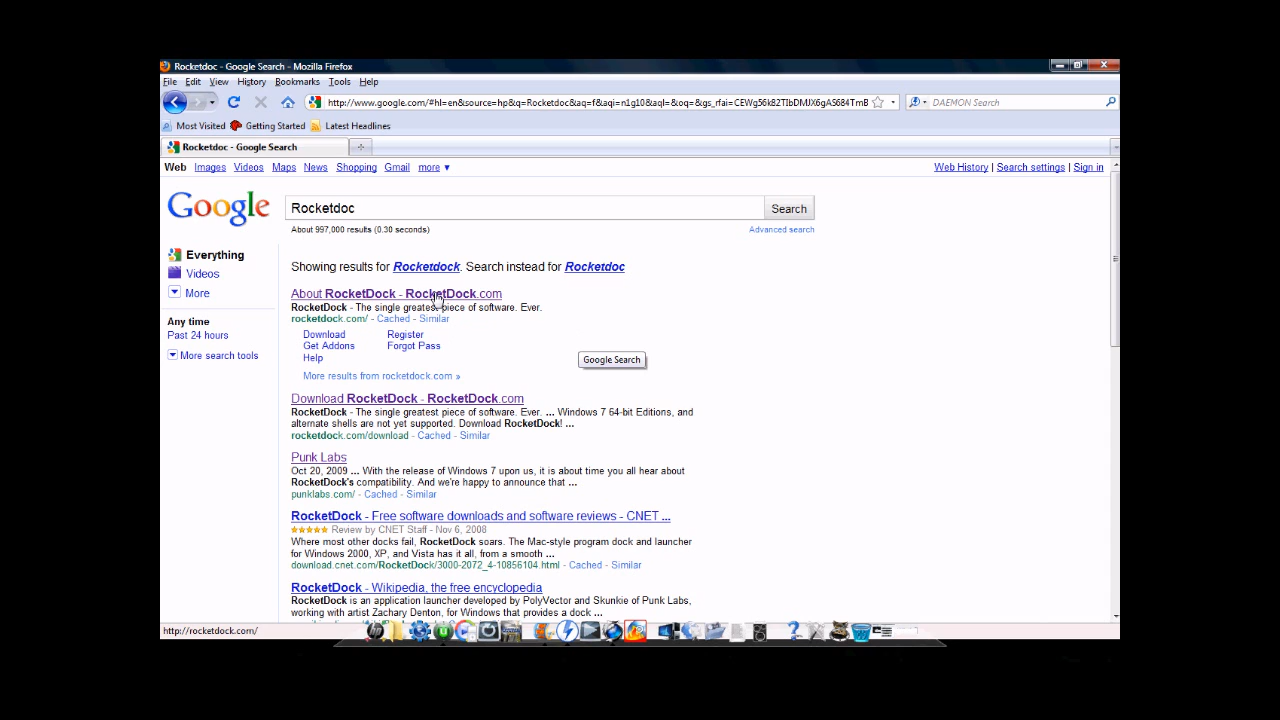 Rocketdoc - Google Search - Mozilla Firefox
File Edit View History Bookmarks Tools Help
http://www.google.com/#hl=en&source=hp&q=Rocketdoc&aq=f&aqi=n1g10&aql=&oq=&gs_rfai=CEWg56k82TIbDMJX6gAS684TmB DAEMON Search
Most Visited Getting Started Latest Headlines
Rocketdoc - Google Search
Web Images Videos Maps News Shopping Gmail more ▼ Web History | Search settings | Sign in
Google Rocketdoc Search
About 997,000 results (0.30 seconds) Advanced search
Everything
Videos
More
Any time
Past 24 hours
More search tools
Showing results for Rocketdock. Search instead for Rocketdoc
About RocketDock - RocketDock.com
RocketDock - The single greatest piece of software. Ever.
rocketdock.com/ - Cached - Similar
Download Register
Get Addons Forgot Pass
Help
Google Search
More results from rocketdock.com »
Download RocketDock - RocketDock.com
RocketDock - The single greatest piece of software. Ever. ... Windows 7 64-bit Editions, and
alternate shells are not yet supported. Download RocketDock! ...
rocketdock.com/download - Cached - Similar
Punk Labs
Oct 20, 2009 ... With the release of Windows 7 upon us, it is about time you all hear about
RocketDock's compatibility. And we're happy to announce that ...
punklabs.com/ - Cached - Similar
RocketDock - Free software downloads and software reviews - CNET ...
Review by CNET Staff - Nov 6, 2008
Where most other docks fail, RocketDock soars. The Mac-style program dock and launcher
for Windows 2000, XP, and Vista has it all, from a smooth ...
download.cnet.com/RocketDock/3000-2072_4-10856104.html - Cached - Similar
RocketDock - Wikipedia, the free encyclopedia
RocketDock is an application launcher developed by PolyVector and Skunkie of Punk Labs,
working with artist Zachary Denton, for Windows that provides a dock ...
http://rocketdock.com/